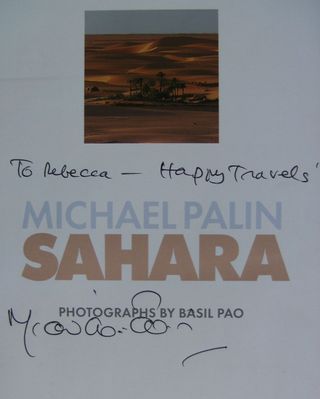 To Rebecca — Happy Travels'
MICHAEL PALIN
SAHARA
PHOTOGRAPHS BY BASIL PAO